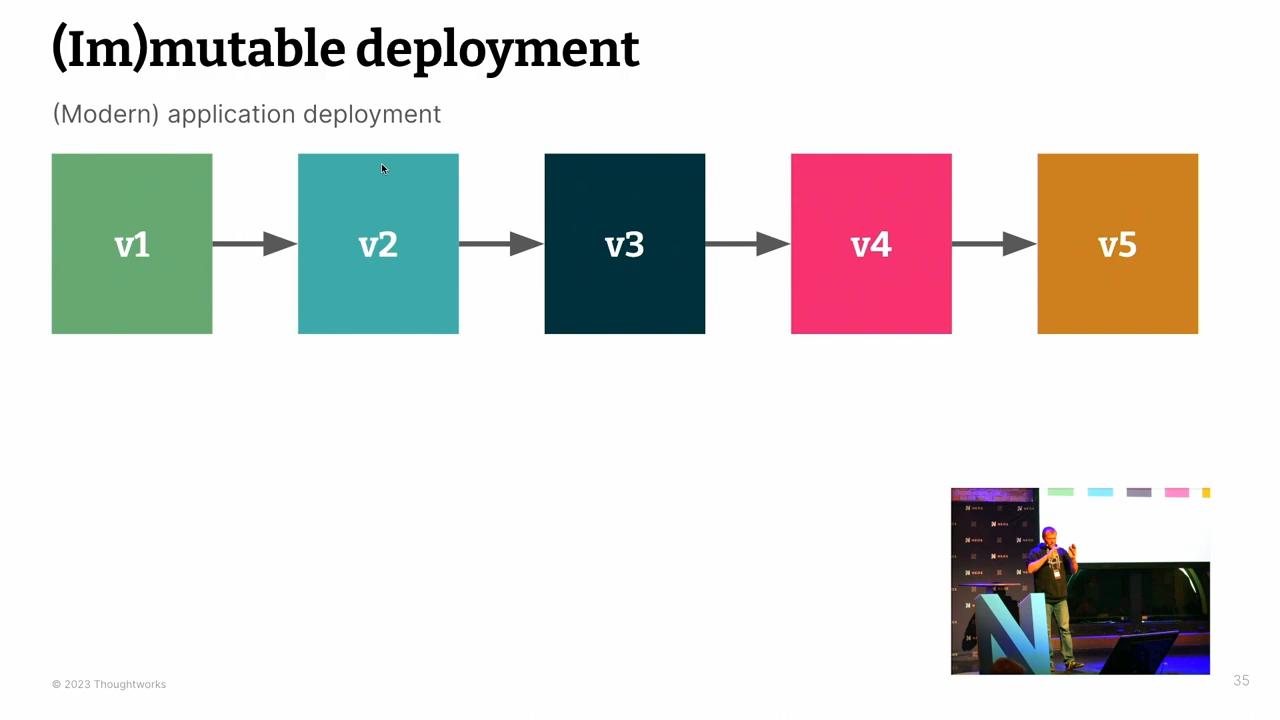 (Im)mutable deployment
(Modern) application deployment
v1
v2
v3
v4
v5
N
© 2023 Thoughtworks
35